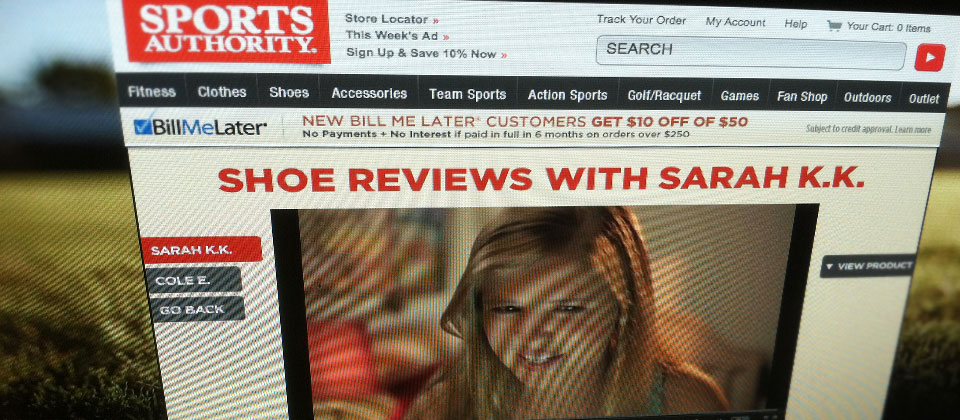 SPORTS
AUTHORITY.
Store Locator »
This Week's Ad »
Sign Up & Save 10% Now »
Track Your Order My Account Help Your Cart: 0 Items
SEARCH
Fitness Clothes Shoes Accessories Team Sports Action Sports Golf/Racquet Games Fan Shop Outdoors Outlet
BillMeLater®
NEW BILL ME LATER® CUSTOMERS GET $10 OFF OF $50
No Payments + No Interest if paid in full in 6 months on orders over $250
Subject to credit approval. Learn more
SHOE REVIEWS WITH SARAH K.K.
SARAH K.K.
COLE E.
GO BACK
▼ VIEW PRODUCT